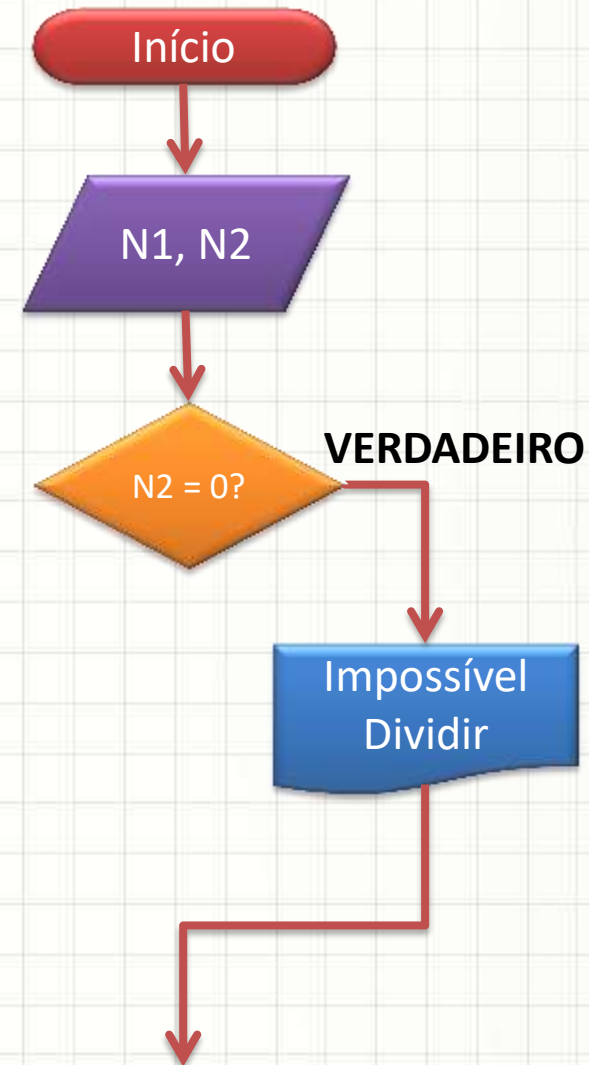 Início
N1, N2
VERDADEIRO
N2 = 0?
Impossível
Dividir